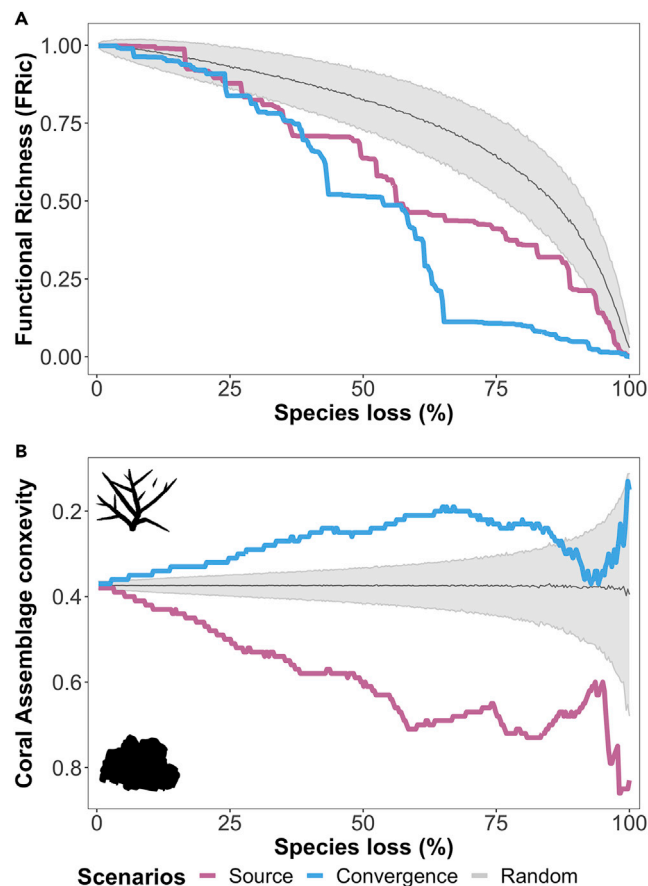 A
Functional Richness (FRic)
1.00
0.75
0.50
0.25
0.00
0 25 50 75 100
Species loss (%)
B
Coral Assemblage conxevity
0.2
0.4
0.6
0.8
0 25 50 75 100
Species loss (%)
Scenarios Source Convergence Random